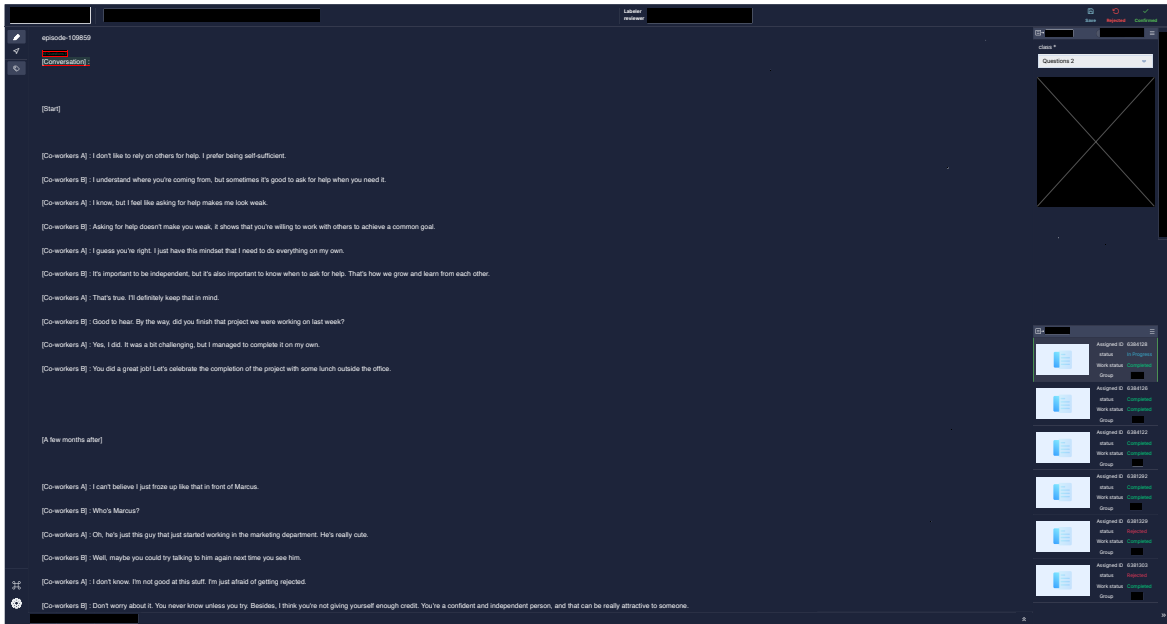 Labeler
reviewer
Save
Rejected
Confirmed
episode-109859
[Conversation] :
[Start]
[Co-workers A] : I don't like to rely on others for help. I prefer being self-sufficient.
[Co-workers B] : I understand where you're coming from, but sometimes it's good to ask for help when you need it.
[Co-workers A] : I know, but I feel like asking for help makes me look weak.
[Co-workers B] : Asking for help doesn't make you weak, it shows that you're willing to work with others to achieve a common goal.
[Co-workers A] : I guess you're right. I just have this mindset that I need to do everything on my own.
[Co-workers B] : It's important to be independent, but it's also important to know when to ask for help. That's how we grow and learn from each other.
[Co-workers A] : That's true. I'll definitely keep that in mind.
[Co-workers B] : Good to hear. By the way, did you finish that project we were working on last week?
[Co-workers A] : Yes, I did. It was a bit challenging, but I managed to complete it on my own.
[Co-workers B] : You did a great job! Let's celebrate the completion of the project with some lunch outside the office.
[A few months after]
[Co-workers A] : I can't believe I just froze up like that in front of Marcus.
[Co-workers B] : Who's Marcus?
[Co-workers A] : Oh, he's just this guy that just started working in the marketing department. He's really cute.
[Co-workers B] : Well, maybe you could try talking to him again next time you see him.
[Co-workers A] : I don't know. I'm not good at this stuff. I'm just afraid of getting rejected.
[Co-workers B] : Don't worry about it. You never know unless you try. Besides, I think you're not giving yourself enough credit. You're a confident and independent person, and that can be really attractive to someone.
class *
Questions 2
Assigned ID 6384128
status In Progress
Work status Completed
Group
Assigned ID 6384126
status Completed
Work status Completed
Group
Assigned ID 6384122
status Completed
Work status Completed
Group
Assigned ID 6381292
status Completed
Work status Completed
Group
Assigned ID 6381329
status Rejected
Work status Completed
Group
Assigned ID 6381303
status Rejected
Work status Completed
Group